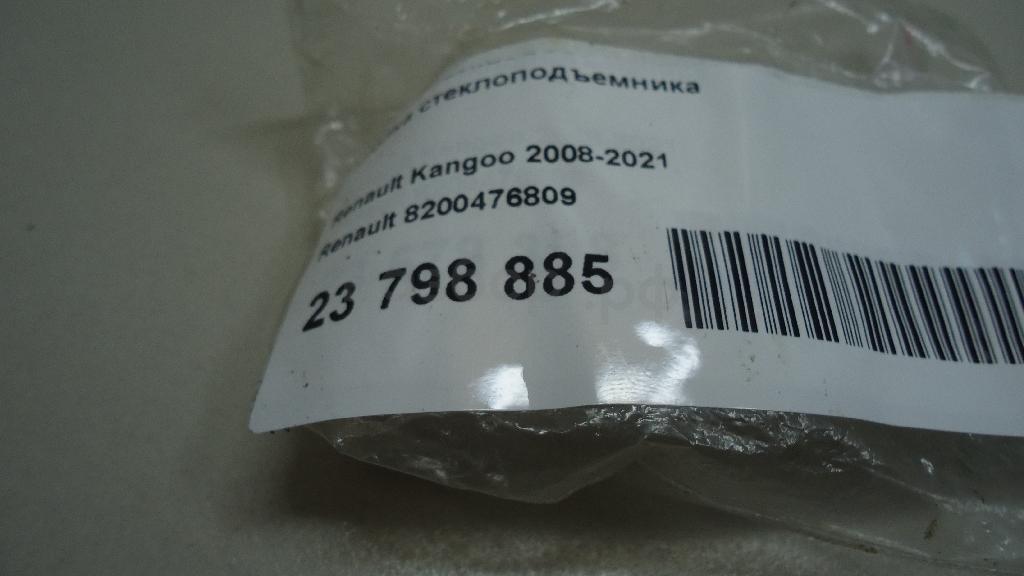 стеклоподъемника
Renault Kangoo 2008-2021
Renault 8200476809
23 798 885